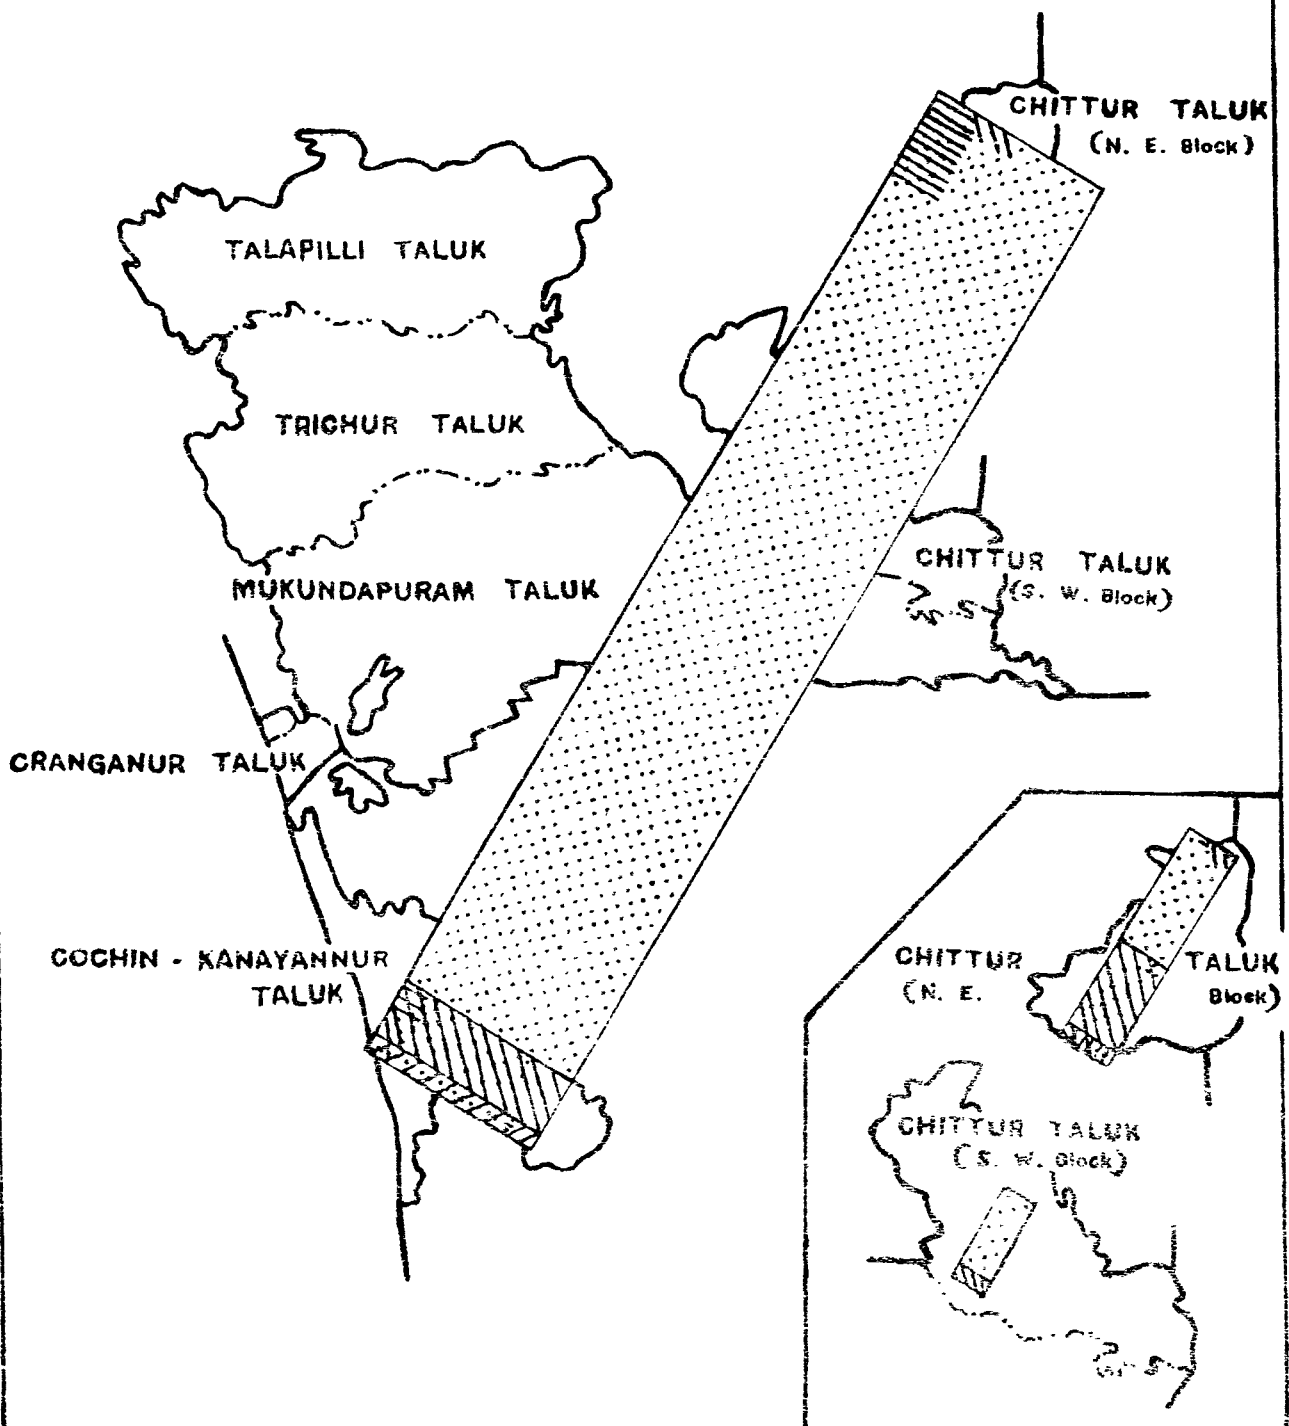 CHITTUR TALUK
(N. E. Block)
TALAPILLI TALUK
TRICHUR TALUK
CHITTUR TALUK
(S. W. Block)
MUKUNDAPURAM TALUK
CRANGANUR TALUK
COCHIN - KANAYANNUR
TALUK
CHITTUR TALUK
(N. E. Block)
CHITTUR TALUK
(S. W. Block)